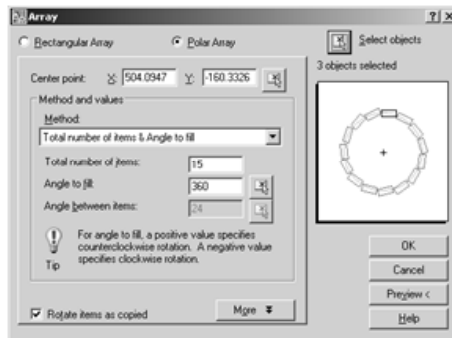 Array
Rectangular Array
Polar Array
Select objects
3 objects selected
Center point: X: 504.0947 Y: -160.3326
Method and values
Method:
Total number of items & Angle to fill
Total number of items: 15
Angle to fill: 360
Angle between items: 24
For angle to fill, a positive value specifies
counterclockwise rotation. A negative value
specifies clockwise rotation.
Tip
Rotate items as copied
More
OK
Cancel
Preview <
Help